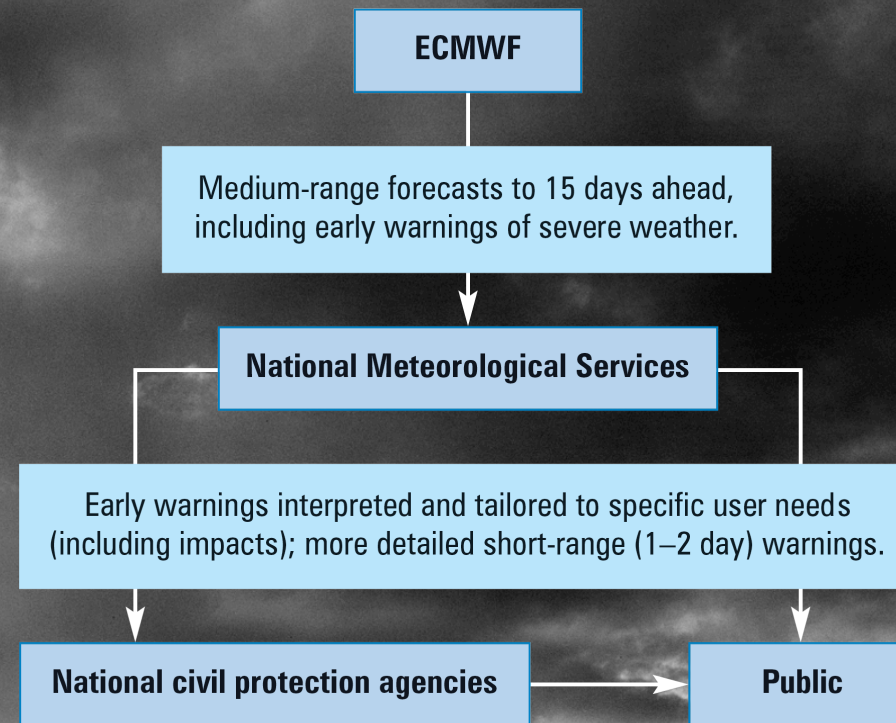 ECMWF
Medium-range forecasts to 15 days ahead,
including early warnings of severe weather.
National Meteorological Services
Early warnings interpreted and tailored to specific user needs
(including impacts); more detailed short-range (1–2 day) warnings.
National civil protection agencies
Public